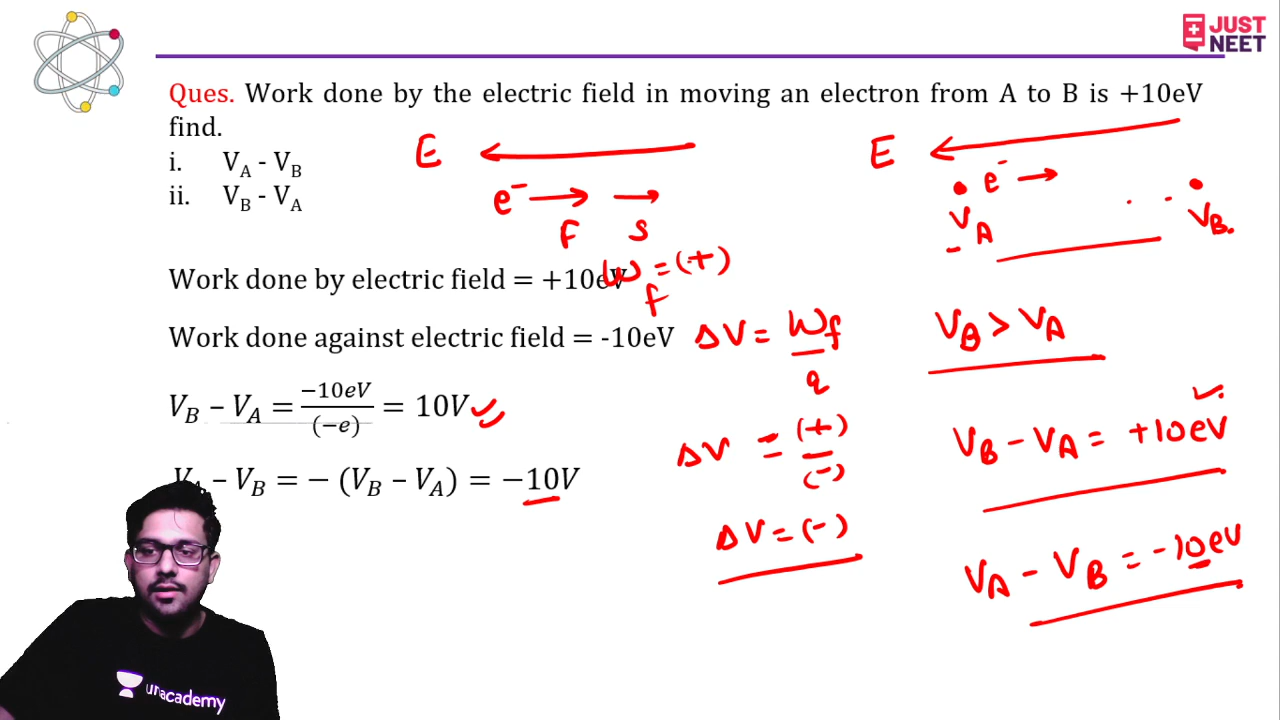 JUST
NEET
Ques. Work done by the electric field in moving an electron from A to B is +10eV
find.
i. V_A - V_B
ii. V_B - V_A
E
e⁻ F S
W_f = (+)
E
e⁻
V_A V_B.
Work done by electric field = +10eV
Work done against electric field = -10eV
V_B – V_A = −10eV/(−e) = 10V
V_A – V_B = − (V_B – V_A) = −10V
ΔV = W_f/q
ΔV = (+)/(-)
ΔV = (-)
V_B > V_A
V_B - V_A = +10eV
V_A - V_B = -10eV
unacademy